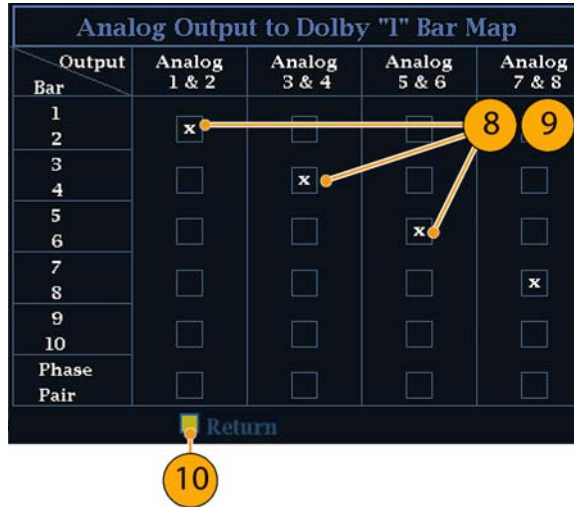 Analog Output to Dolby "1" Bar Map
Output Analog Analog Analog Analog
Bar 1 & 2 3 & 4 5 & 6 7 & 8
1
2 x 8 9
3
4 x
5
6 x
7
8 x
9
10
Phase
Pair
Return
10